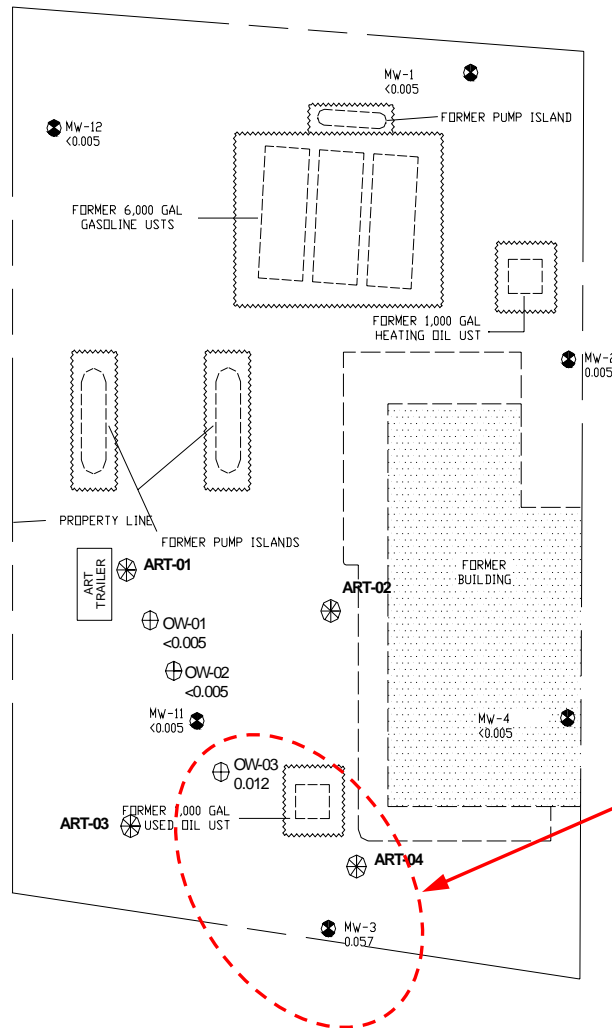 MW-1
<0.005
FORMER PUMP ISLAND
MW-12
<0.005
FORMER 6,000 GAL
GASOLINE USTS
FORMER 1,000 GAL
HEATING OIL UST
MW-2
0.005
PROPERTY LINE
FORMER PUMP ISLANDS
ART-01
ART
TRAILER
FORMER
BUILDING
ART-02
OW-01
<0.005
OW-02
<0.005
MW-11
<0.005
MW-4
<0.005
OW-03
0.012
FORMER ,000 GAL
USED OIL UST
ART-03
ART-04
MW-3
0.057